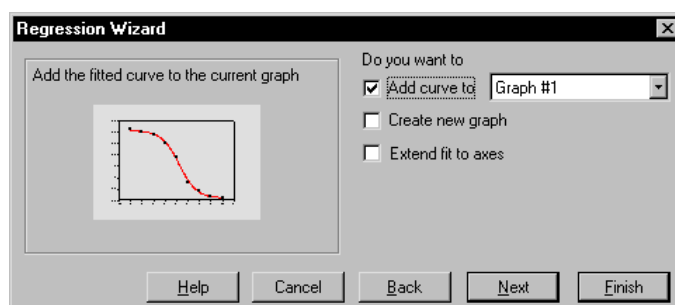 Regression Wizard
Add the fitted curve to the current graph
Do you want to
Add curve to
Graph #1
Create new graph
Extend fit to axes
Help
Cancel
Back
Next
Finish